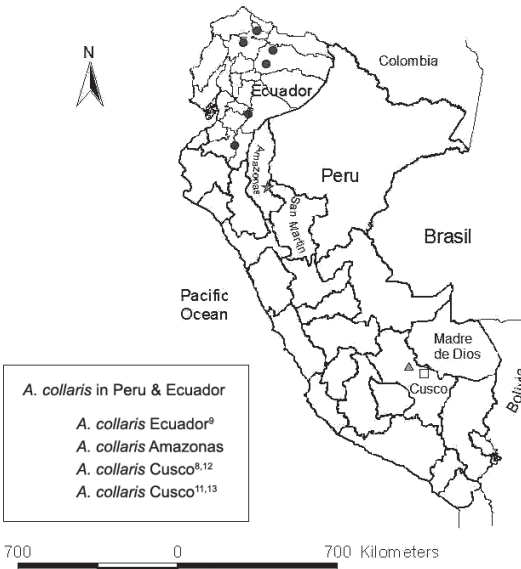 N
Colombia
Ecuador
Amazonas
San Martin
Peru
Brasil
Pacific
Ocean
Madre
de Dios
Cusco
Bolivia
A. collaris in Peru & Ecuador
A. collaris Ecuador⁹
A. collaris Amazonas
A. collaris Cusco⁸,¹²
A. collaris Cusco¹¹,¹³
700 0 700 Kilometers